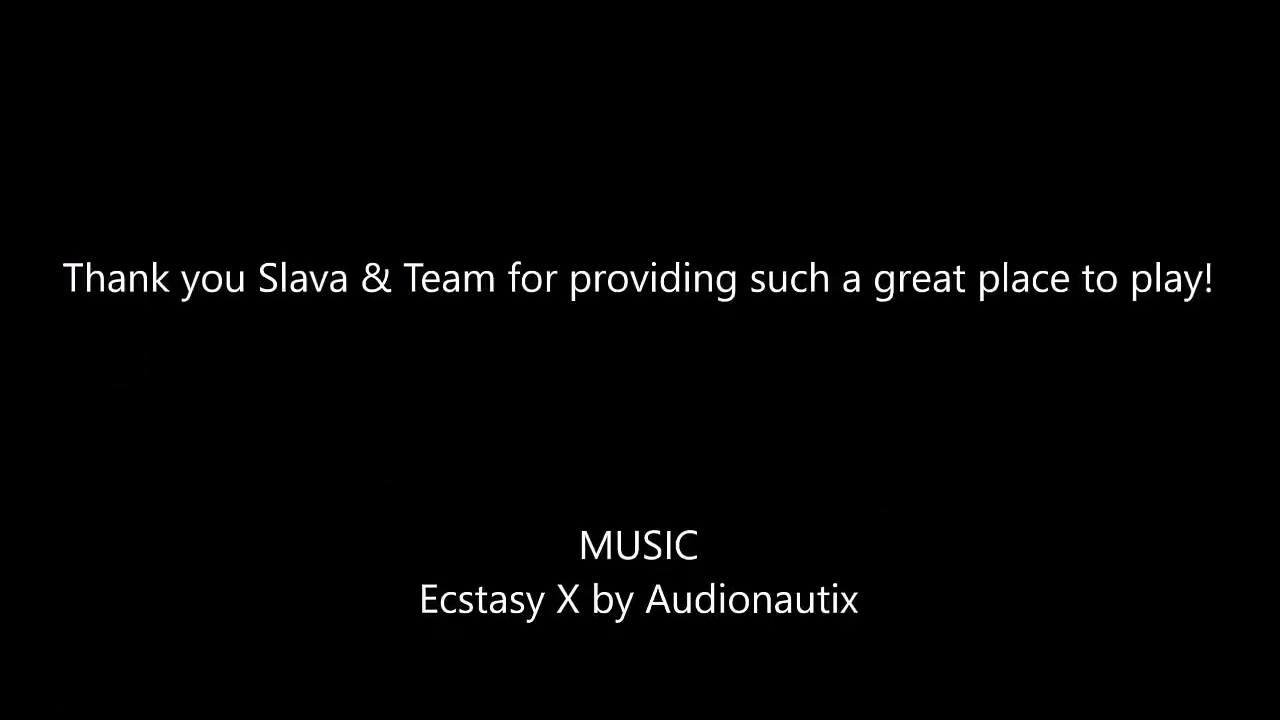 Thank you Slava & Team for providing such a great place to play!
MUSIC
Ecstasy X by Audionautix